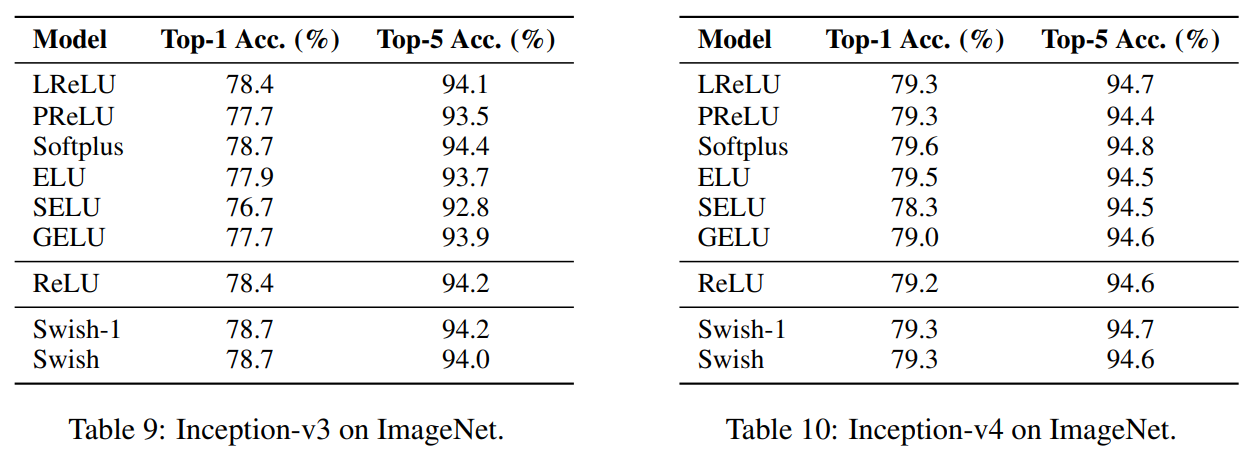 Model Top-1 Acc. (%) Top-5 Acc. (%)
LReLU 78.4 94.1
PReLU 77.7 93.5
Softplus 78.7 94.4
ELU 77.9 93.7
SELU 76.7 92.8
GELU 77.7 93.9
ReLU 78.4 94.2
Swish-1 78.7 94.2
Swish 78.7 94.0
Table 9: Inception-v3 on ImageNet.
Model Top-1 Acc. (%) Top-5 Acc. (%)
LReLU 79.3 94.7
PReLU 79.3 94.4
Softplus 79.6 94.8
ELU 79.5 94.5
SELU 78.3 94.5
GELU 79.0 94.6
ReLU 79.2 94.6
Swish-1 79.3 94.7
Swish 79.3 94.6
Table 10: Inception-v4 on ImageNet.